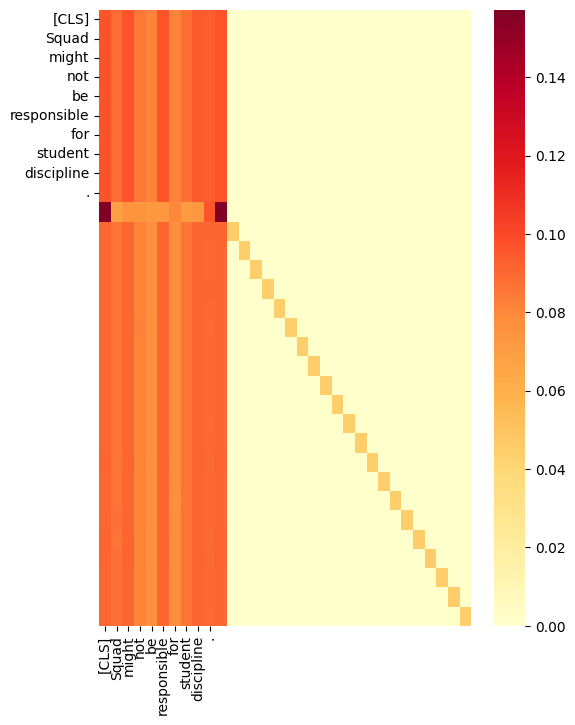 [CLS]
Squad
might
not
be
responsible
for
student
discipline
.
0.14
0.12
0.10
0.08
0.06
0.04
0.02
0.00
[CLS]
Squad
might
not
be
responsible
for
student
discipline
.